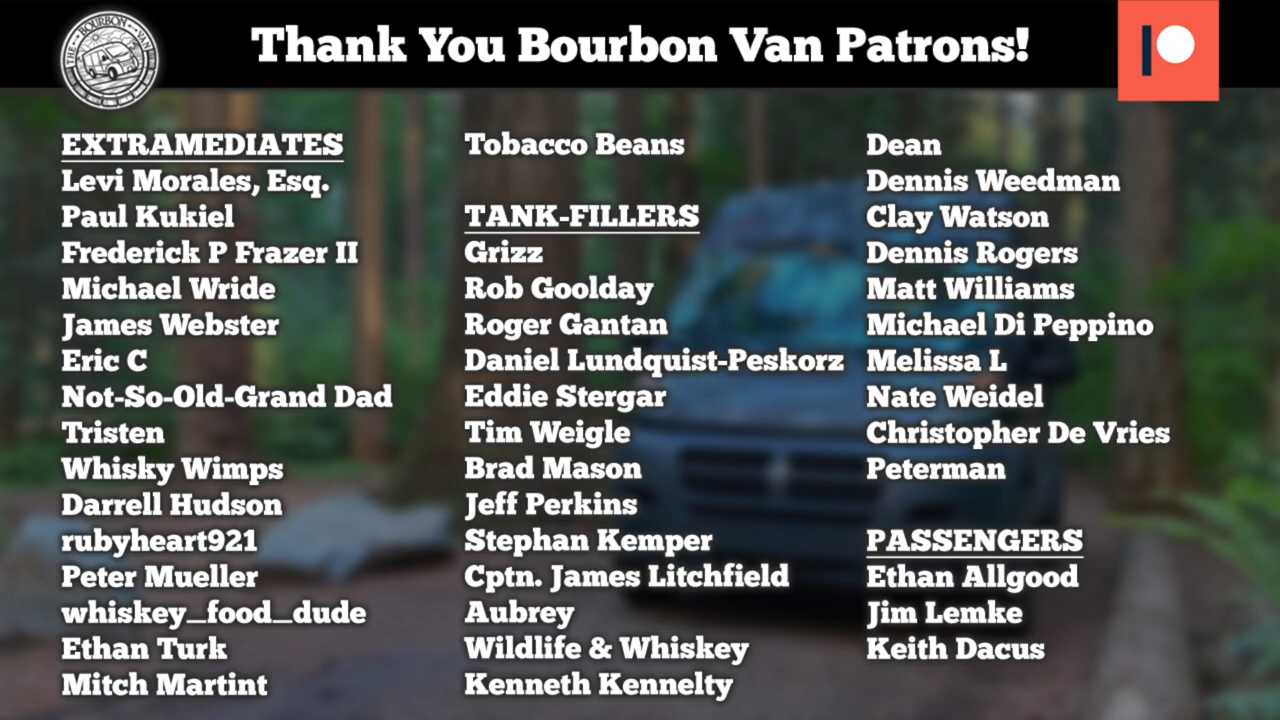 THE BOURBON VAN
Thank You Bourbon Van Patrons!
EXTRAMEDIATES
Levi Morales, Esq.
Paul Kukiel
Frederick P Frazer II
Michael Wride
James Webster
Eric C
Not-So-Old-Grand Dad
Tristen
Whisky Wimps
Darrell Hudson
rubyheart921
Peter Mueller
whiskey_food_dude
Ethan Turk
Mitch Martint
Tobacco Beans
TANK-FILLERS
Grizz
Rob Goolday
Roger Gantan
Daniel Lundquist-Peskorz
Eddie Stergar
Tim Weigle
Brad Mason
Jeff Perkins
Stephan Kemper
Cptn. James Litchfield
Aubrey
Wildlife & Whiskey
Kenneth Kennelty
Dean
Dennis Weedman
Clay Watson
Dennis Rogers
Matt Williams
Michael Di Peppino
Melissa L
Nate Weidel
Christopher De Vries
Peterman
PASSENGERS
Ethan Allgood
Jim Lemke
Keith Dacus